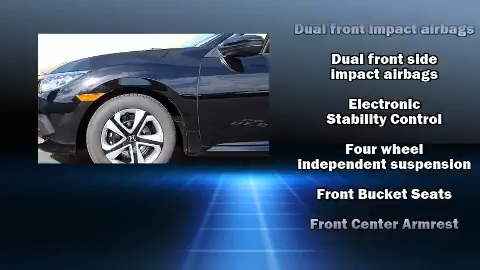 Dual front impact airbags
Dual front side
impact airbags
Electronic
Stability Control
Four wheel
independent suspension
Front Bucket Seats
Front Center Armrest